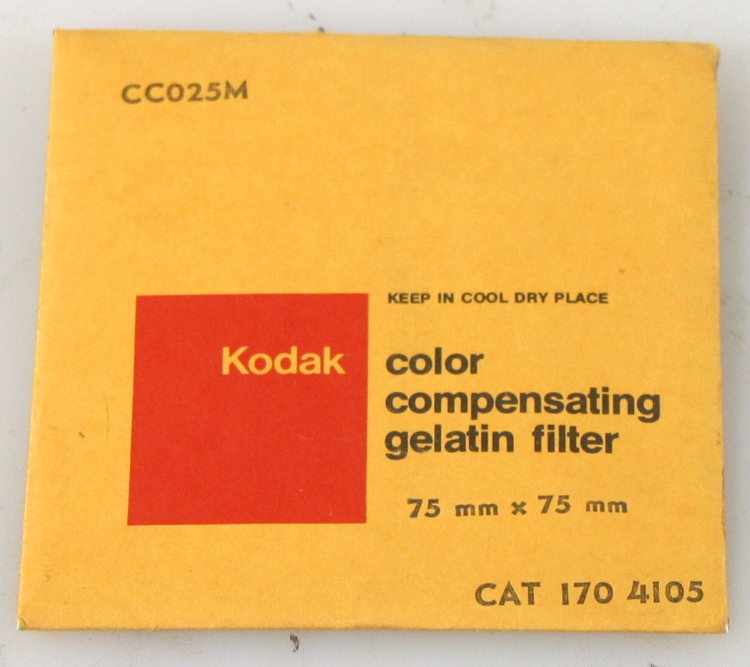 CC025M
KEEP IN COOL DRY PLACE
Kodak
color
compensating
gelatin filter
75 mm x 75 mm
CAT 170 4105